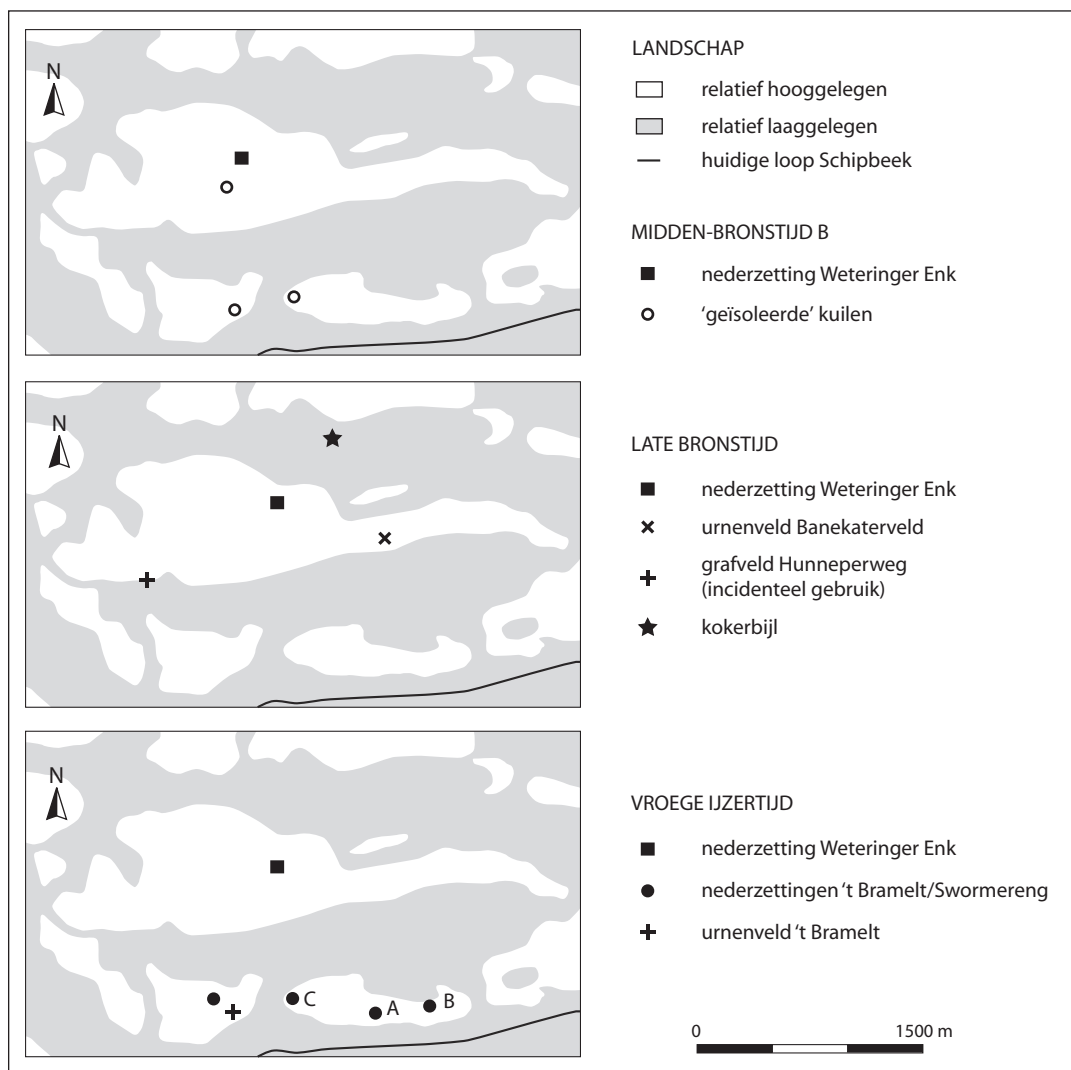 N
LANDSCHAP
relatief hooggelegen
relatief laaggelegen
huidige loop Schipbeek
MIDDEN-BRONSTIJD B
nederzetting Weteringer Enk
‘geïsoleerde’ kuilen
N
LATE BRONSTIJD
nederzetting Weteringer Enk
urnenveld Banekaterveld
grafveld Hunneperweg
(incidenteel gebruik)
kokerbijl
N
C
A
B
VROEGE IJZERTIJD
nederzetting Weteringer Enk
nederzettingen ‘t Bramelt/Swormereng
urnenveld ‘t Bramelt
0 1500 m